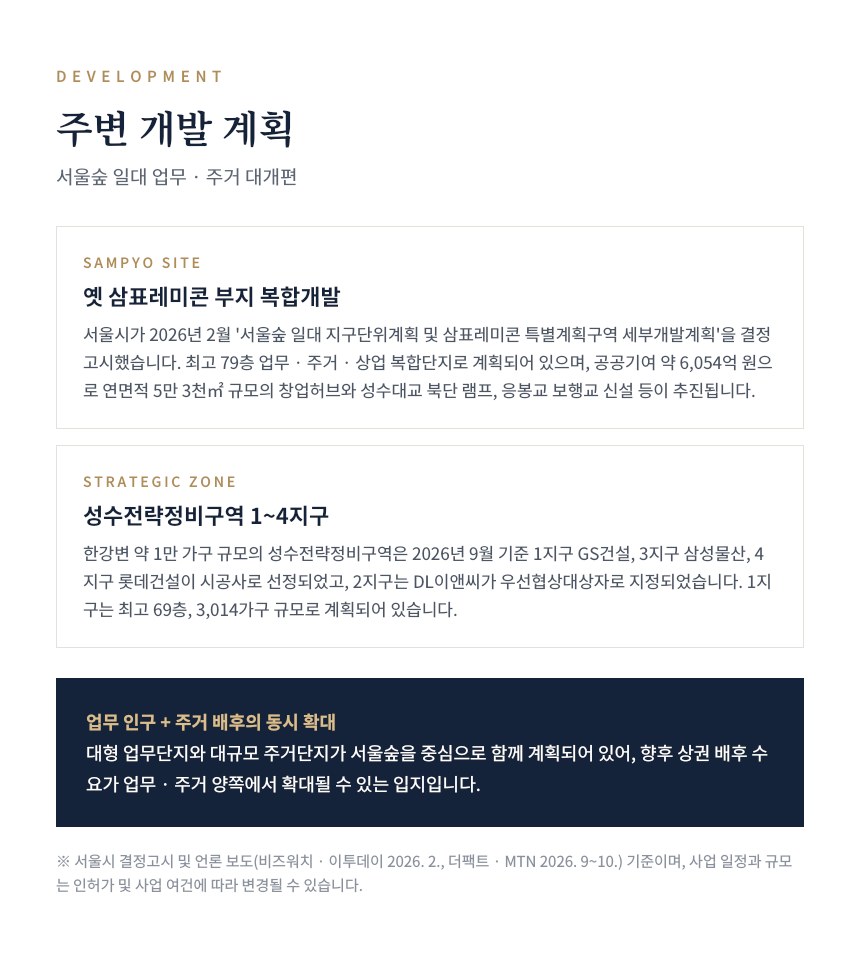 DEVELOPMENT
주변 개발 계획
서울숲 일대 업무 · 주거 대개편
SAMPYO SITE
옛 삼표레미콘 부지 복합개발
서울시가 2026년 2월 '서울숲 일대 지구단위계획 및 삼표레미콘 특별계획구역 세부개발계획'을 결정
고시했습니다. 최고 79층 업무 · 주거 · 상업 복합단지로 계획되어 있으며, 공공기여 약 6,054억 원으
로 연면적 5만 3천㎡ 규모의 창업허브와 성수대교 북단 램프, 응봉교 보행교 신설 등이 추진됩니다.
STRATEGIC ZONE
성수전략정비구역 1~4지구
한강변 약 1만 가구 규모의 성수전략정비구역은 2026년 9월 기준 1지구 GS건설, 3지구 삼성물산, 4
지구 롯데건설이 시공사로 선정되었고, 2지구는 DL이앤씨가 우선협상대상자로 지정되었습니다. 1지
구는 최고 69층, 3,014가구 규모로 계획되어 있습니다.
업무 인구 + 주거 배후의 동시 확대
대형 업무단지와 대규모 주거단지가 서울숲을 중심으로 함께 계획되어 있어, 향후 상권 배후 수
요가 업무 · 주거 양쪽에서 확대될 수 있는 입지입니다.
※ 서울시 결정고시 및 언론 보도(비즈워치 · 이투데이 2026. 2., 더팩트 · MTN 2026. 9~10.) 기준이며, 사업 일정과 규모
는 인허가 및 사업 여건에 따라 변경될 수 있습니다.